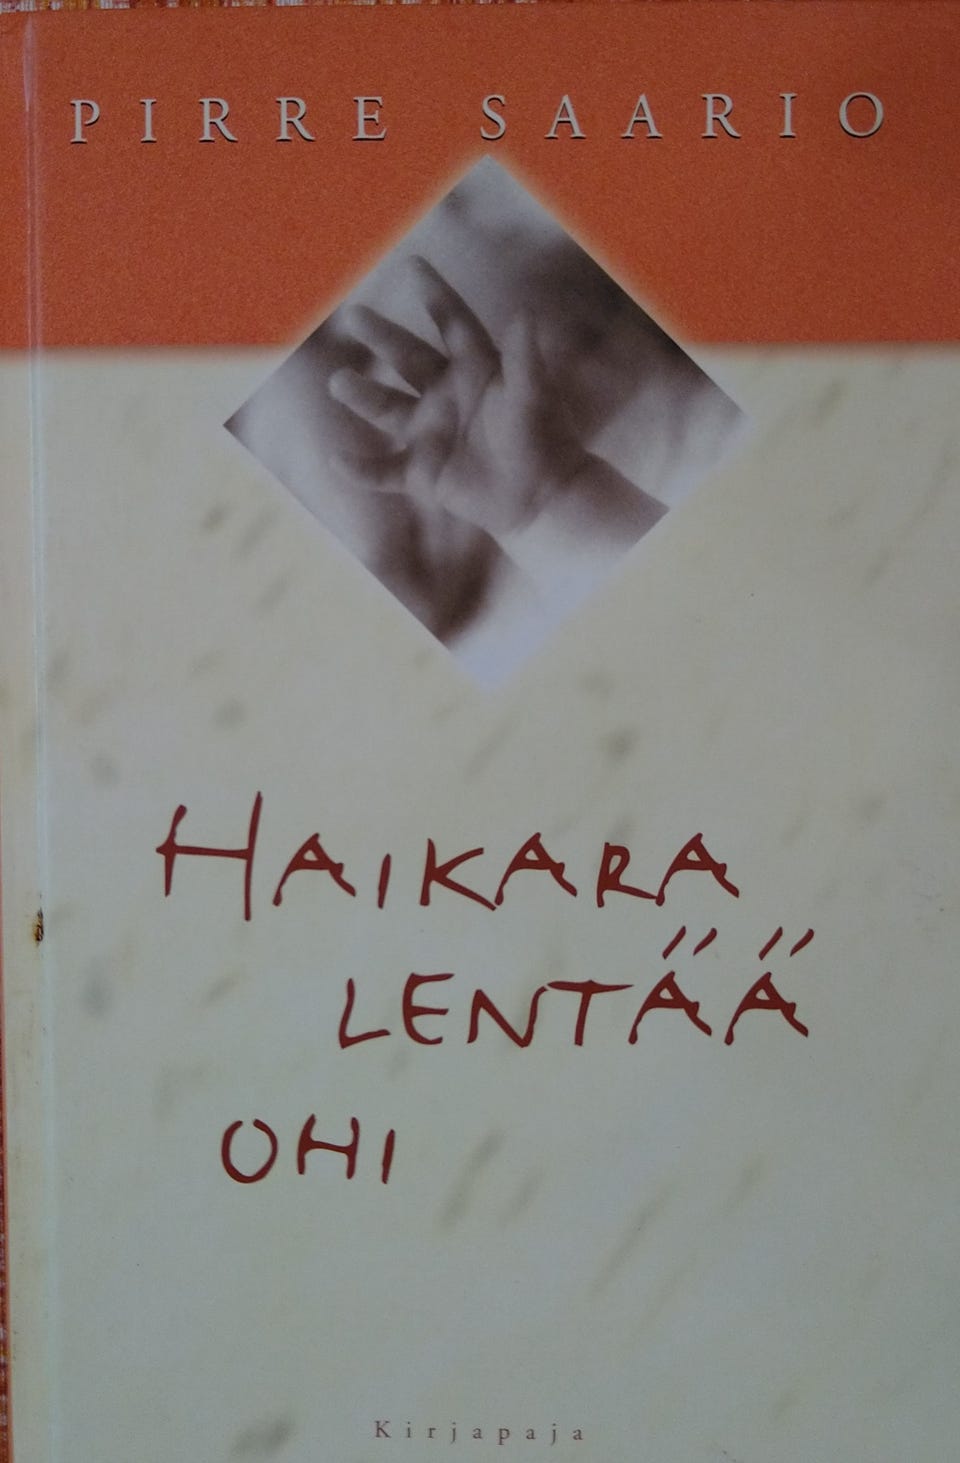 PIRRE SAARIO
HAIKARA
LENTÄÄ
OHI
Kirjapaja